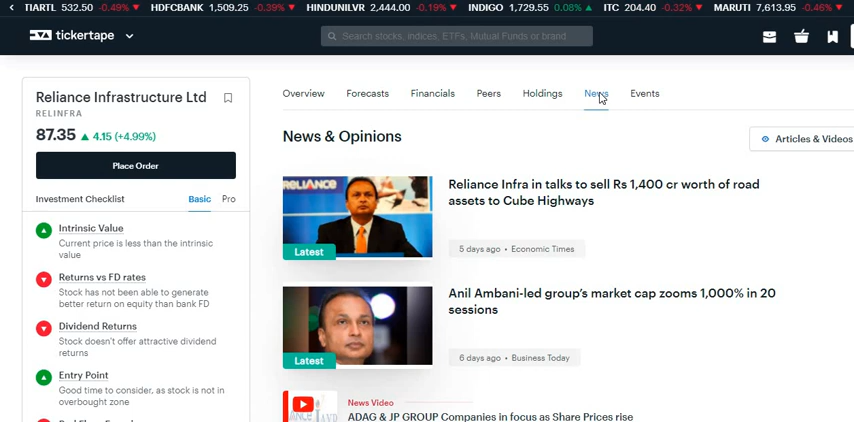 TIARTL 532.50 -0.49% HDFCBANK 1,509.25 -0.39% HINDUNILVR 2,444.00 -0.19% INDIGO 1,729.55 0.08% ITC 204.40 -0.32% MARUTI 7,613.95 -0.46%
tickertape
Search stocks, indices, ETFs, Mutual Funds or brand
Reliance Infrastructure Ltd
RELINFRA
87.35 4.15 (+4.99%)
Place Order
Investment Checklist Basic Pro
Intrinsic Value
Current price is less than the intrinsic
value
Returns vs FD rates
Stock has not been able to generate
better return on equity than bank FD
Dividend Returns
Stock doesn't offer attractive dividend
returns
Entry Point
Good time to consider, as stock is not in
overbought zone
Overview Forecasts Financials Peers Holdings News Events
News & Opinions
Articles & Videos
RELIANCE
Latest
Reliance Infra in talks to sell Rs 1,400 cr worth of road
assets to Cube Highways
5 days ago • Economic Times
Latest
Anil Ambani-led group's market cap zooms 1,000% in 20
sessions
6 days ago • Business Today
News Video
ADAG & JP GROUP Companies in focus as Share Prices rise